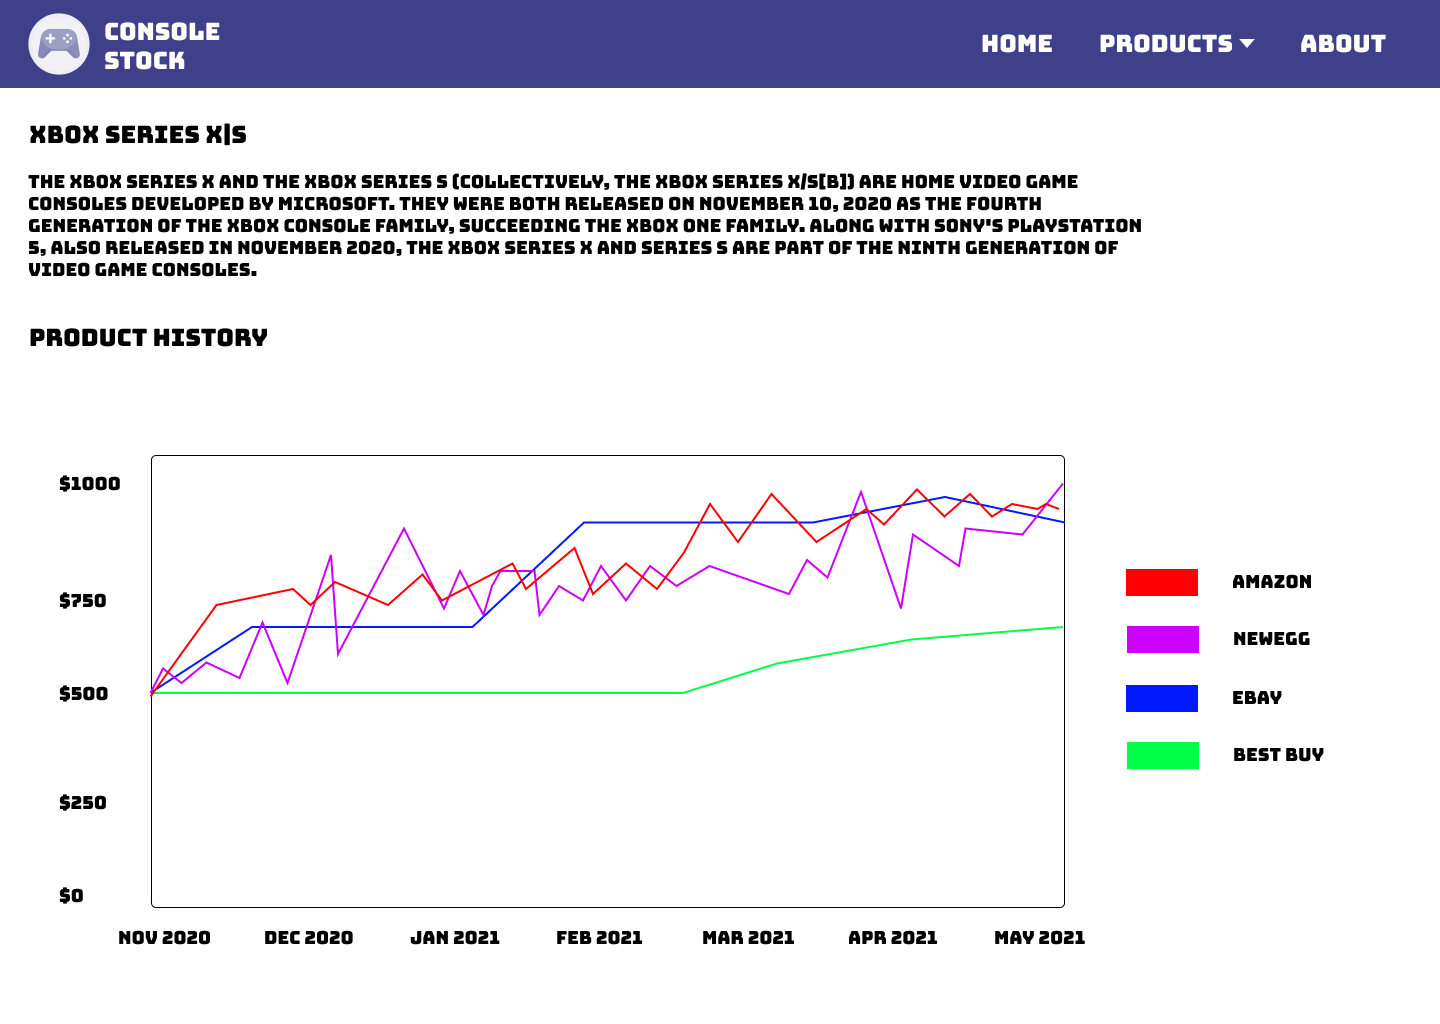 CONSOLE
STOCK
HOME PRODUCTS ABOUT
XBOX SERIES X|S
THE XBOX SERIES X AND THE XBOX SERIES S (COLLECTIVELY, THE XBOX SERIES X/S[B]) ARE HOME VIDEO GAME
CONSOLES DEVELOPED BY MICROSOFT. THEY WERE BOTH RELEASED ON NOVEMBER 10, 2020 AS THE FOURTH
GENERATION OF THE XBOX CONSOLE FAMILY, SUCCEEDING THE XBOX ONE FAMILY. ALONG WITH SONY'S PLAYSTATION
5, ALSO RELEASED IN NOVEMBER 2020, THE XBOX SERIES X AND SERIES S ARE PART OF THE NINTH GENERATION OF
VIDEO GAME CONSOLES.
PRODUCT HISTORY
$1000
$750
$500
$250
$0
NOV 2020 DEC 2020 JAN 2021 FEB 2021 MAR 2021 APR 2021 MAY 2021
AMAZON
NEWEGG
EBAY
BEST BUY